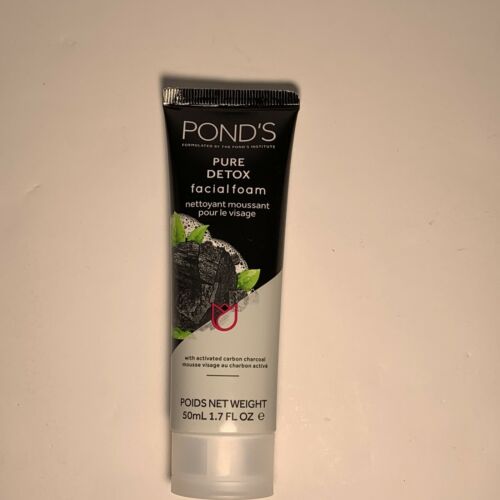 POND'S
FORMULATED BY THE POND'S INSTITUTE
PURE
DETOX
facialfoam
nettoyant moussant
pour le visage
with activated carbon charcoal
mousse visage au charbon activé
POIDS NET WEIGHT
50mL 1.7 FL OZ e